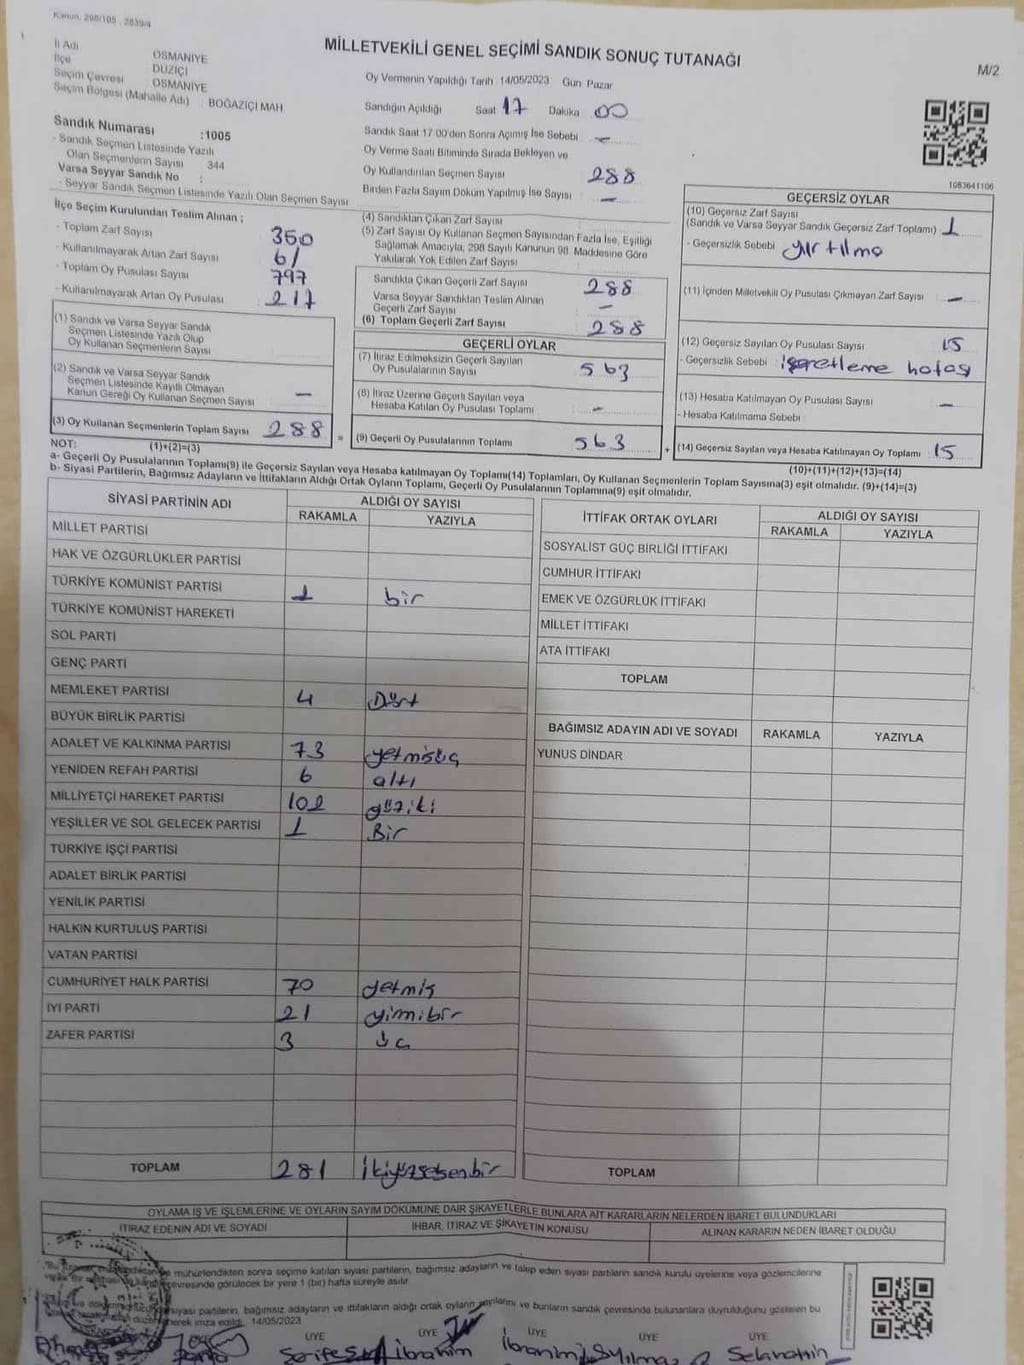 Kanun, 298/105 , 2839/4
MİLLETVEKİLİ GENEL SEÇİMİ SANDIK SONUÇ TUTANAĞI
M/2
İl Adı OSMANİYE
İlçe DÜZİÇİ
Seçim Çevresi OSMANİYE
Seçim Bölgesi (Mahalle Adı) : BOĞAZİÇİ MAH
Oy Vermenin Yapıldığı Tarih 14/05/2023 Gün Pazar
Sandığın Açıldığı Saat 17 Dakika 00
Sandık Saat 17.00'den Sonra Açımış İse Sebebi –
Oy Verme Saati Bitiminde Sırada Bekleyen ve
Oy Kullandırılan Seçmen Sayısı 288
Birden Fazla Sayım Döküm Yapılmış İse Sayısı –
Sandık Numarası :1005
- Sandık Seçmen Listesinde Yazılı
Olan Seçmenlerin Sayısı 344
Varsa Seyyar Sandık No :
- Seyyar Sandık Seçmen Listesinde Yazılı Olan Seçmen Sayısı
1083641106
İlçe Seçim Kurulundan Teslim Alınan ;
- Toplam Zarf Sayısı 350
- Kullanılmayarak Artan Zarf Sayısı 61
- Toplam Oy Pusulası Sayısı 797
- Kullanılmayarak Artan Oy Pusulası 217
(1) Sandık ve Varsa Seyyar Sandık
Seçmen Listesinde Yazılı Olup
Oy Kullanan Seçmenlerin Sayısı
(2) Sandık ve Varsa Seyyar Sandık
Seçmen Listesinde Kayıtlı Olmayan
Kanun Gereği Oy Kullanan Seçmen Sayısı –
(3) Oy Kullanan Seçmenlerin Toplam Sayısı 288
(1)+(2)=(3)
(4) Sandıktan Çıkan Zarf Sayısı
(5) Zarf Sayısı Oy Kullanan Seçmen Sayısından Fazla İse, Eşitliği
Sağlamak Amacıyla, 298 Sayılı Kanunun 98. Maddesine Göre
Yakılarak Yok Edilen Zarf Sayısı
Sandıkta Çıkan Geçerli Zarf Sayısı 288
Varsa Seyyar Sandıktan Teslim Alınan
Geçerli Zarf Sayısı –
(6) Toplam Geçerli Zarf Sayısı 288
GEÇERLİ OYLAR
(7) İtiraz Edilmeksizin Geçerli Sayılan
Oy Pusulalarının Sayısı 563
(8) İtiraz Üzerine Geçerli Sayılan veya
Hesaba Katılan Oy Pusulası Toplamı –
= (9) Geçerli Oy Pusulalarının Toplamı 563
GEÇERSİZ OYLAR
(10) Geçersiz Zarf Sayısı
(Sandık ve Varsa Seyyar Sandık Geçersiz Zarf Toplamı) 1
- Geçersizlik Sebebi yırtılma
(11) İçinden Milletvekili Oy Pusulası Çıkmayan Zarf Sayısı –
(12) Geçersiz Sayılan Oy Pusulası Sayısı 15
- Geçersizlik Sebebi işaretleme hatası
(13) Hesaba Katılmayan Oy Pusulası Sayısı –
- Hesaba Katılmama Sebebi :
+ (14) Geçersiz Sayılan veya Hesaba Katılmayan Oy Toplamı 15
(10)+(11)+(12)+(13)=(14)
NOT:
a- Geçerli Oy Pusulalarının Toplamı(9) ile Geçersiz Sayılan veya Hesaba katılmayan Oy Toplamı(14) Toplamları, Oy Kullanan Seçmenlerin Toplam Sayısına(3) eşit olmalıdır. (9)+(14)=(3)
b- Siyasi Partilerin, Bağımsız Adayların ve İttifakların Aldığı Ortak Oyların Toplamı, Geçerli Oy Pusulalarının Toplamına(9) eşit olmalıdır.
SİYASİ PARTİNİN ADI ALDIĞI OY SAYISI
RAKAMLA YAZIYLA
MİLLET PARTİSİ
HAK VE ÖZGÜRLÜKLER PARTİSİ
TÜRKİYE KOMÜNİST PARTİSİ 1 bir
TÜRKİYE KOMÜNİST HAREKETİ
SOL PARTİ
GENÇ PARTİ
MEMLEKET PARTİSİ 4 Dört
BÜYÜK BİRLİK PARTİSİ
ADALET VE KALKINMA PARTİSİ 73 yetmişüç
YENİDEN REFAH PARTİSİ 6 altı
MİLLİYETÇİ HAREKET PARTİSİ 102 yüziki
YEŞİLLER VE SOL GELECEK PARTİSİ 1 Bir
TÜRKİYE İŞÇİ PARTİSİ
ADALET BİRLİK PARTİSİ
YENİLİK PARTİSİ
HALKIN KURTULUŞ PARTİSİ
VATAN PARTİSİ
CUMHURİYET HALK PARTİSİ 70 yetmiş
İYİ PARTİ 21 yimibir
ZAFER PARTİSİ 3 üç
TOPLAM 281 ikiyüzseksenbir
İTTİFAK ORTAK OYLARI ALDIĞI OY SAYISI
RAKAMLA YAZIYLA
SOSYALİST GÜÇ BİRLİĞİ İTTİFAKI
CUMHUR İTTİFAKI
EMEK VE ÖZGÜRLÜK İTTİFAKI
MİLLET İTTİFAKI
ATA İTTİFAKI
TOPLAM
BAĞIMSIZ ADAYIN ADI VE SOYADI RAKAMLA YAZIYLA
YUNUS DİNDAR
TOPLAM
OYLAMA İŞ VE İŞLEMLERİNE VE OYLARIN SAYIM DÖKÜMÜNE DAİR ŞİKAYETLERLE BUNLARA AİT KARARLARIN NELERDEN İBARET BULUNDUKLARI
İTİRAZ EDENİN ADI VE SOYADI İHBAR, İTİRAZ VE ŞİKAYETİN KONUSU ALINAN KARARIN NEDEN İBARET OLDUĞU
mühürlendikten sonra seçime katılan siyasi partilerin, bağımsız adayların ve talep eden siyasi partilerin sandık kurulu üyelerine veya gözlemcilerine
çevresinde görülecek bir yere 1 (bir) hafta süreyle asılır.
siyasi partilerin, bağımsız adayların ve ittifakların aldığı ortak oyların sayılarını ve bunların sandık çevresinde bulunanlara duyrulduğunu gösteren bu
imza edildi. 14/05/2023
ÜYE ÜYE ÜYE ÜYE ÜYE
İbrahim